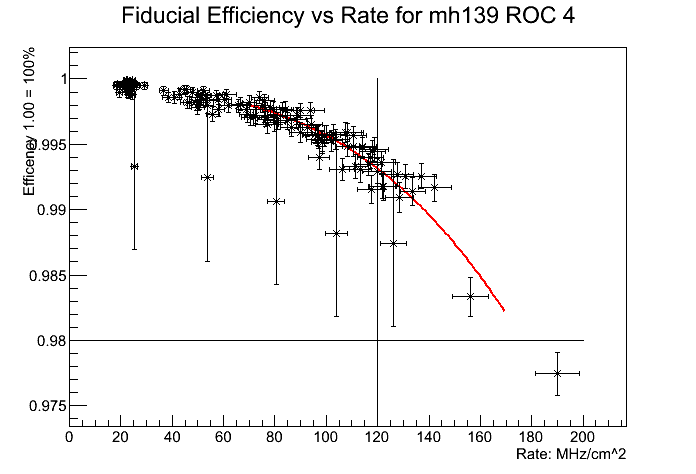 Fiducial Efficiency vs Rate for mh139 ROC 4
Efficeny 1.00 = 100%
1
0.995
0.99
0.985
0.98
0.975
0 20 40 60 80 100 120 140 160 180 200
Rate: MHz/cm^2